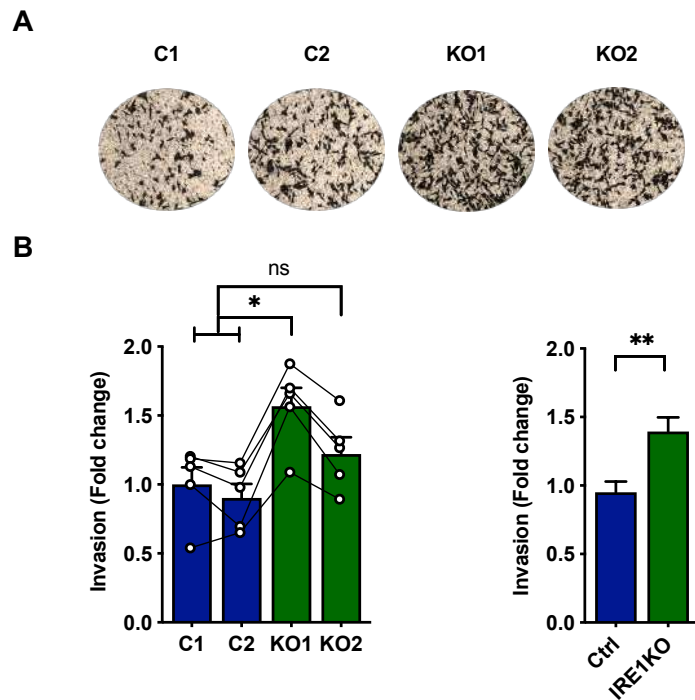 A
C1 C2 KO1 KO2
B
ns
*
Invasion (Fold change)
2.0
1.5
1.0
0.5
0.0
C1 C2 KO1 KO2
**
Invasion (Fold change)
2.0
1.5
1.0
0.5
0.0
Ctrl
IRE1KO